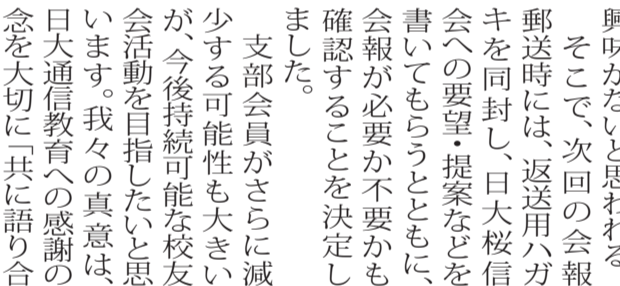 興味がないと思われる
そこで、次回の会報
郵送時には、返送用ハガ
キを同封し、日大桜信
会への要望・提案などを
書いてもらうとともに、
会報が必要か不要かも
確認することを決定し
ました。
支部会員がさらに減
少する可能性も大きい
が、今後持続可能な校友
会活動を目指したいと思
います。我々の真意は、
日大通信教育への感謝の
念を大切に「共に語り合